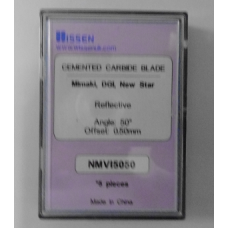 NISSEN
CEMENTED CARBIDE BLADE
Mimaki, DGI, New Star
Reflective
Angle: 50°
Offset: 0.50mm
NMVI5050
*5 pieces
Made in China